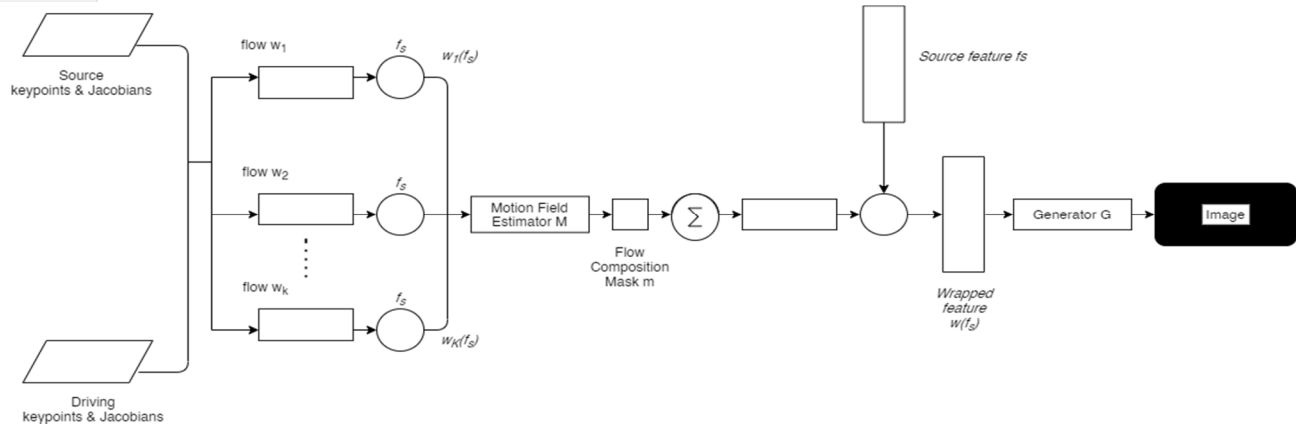 Source
keypoints & Jacobians
flow w1
fs
w1(fs)
flow w2
fs
flow wk
fs
wK(fs)
Driving
keypoints & Jacobians
Motion Field
Estimator M
Flow
Composition
Mask m
Σ
Source feature fs
Wrapped
feature
w(fs)
Generator G
Image